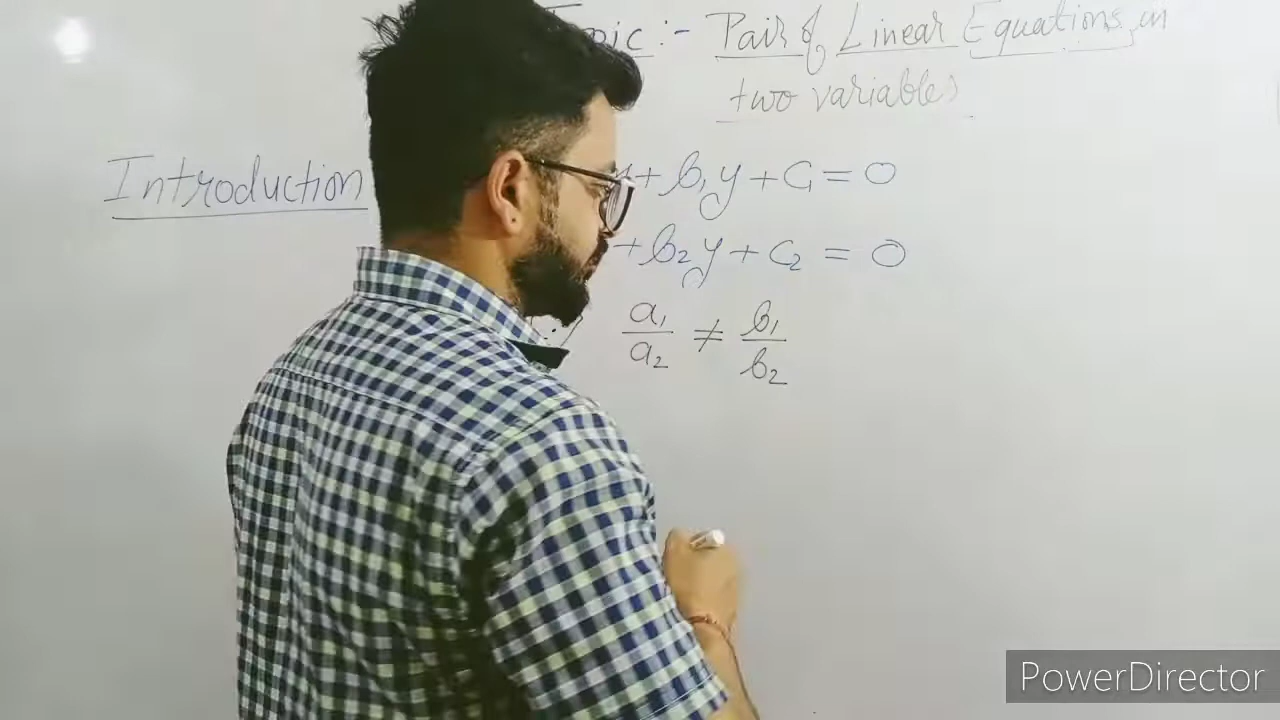 :- Pair of Linear Equations in
two variables
Introduction
+ b₁y + C₁ = 0
+ b₂y + C₂ = 0
a₁/a₂ ≠ b₁/b₂
PowerDirector